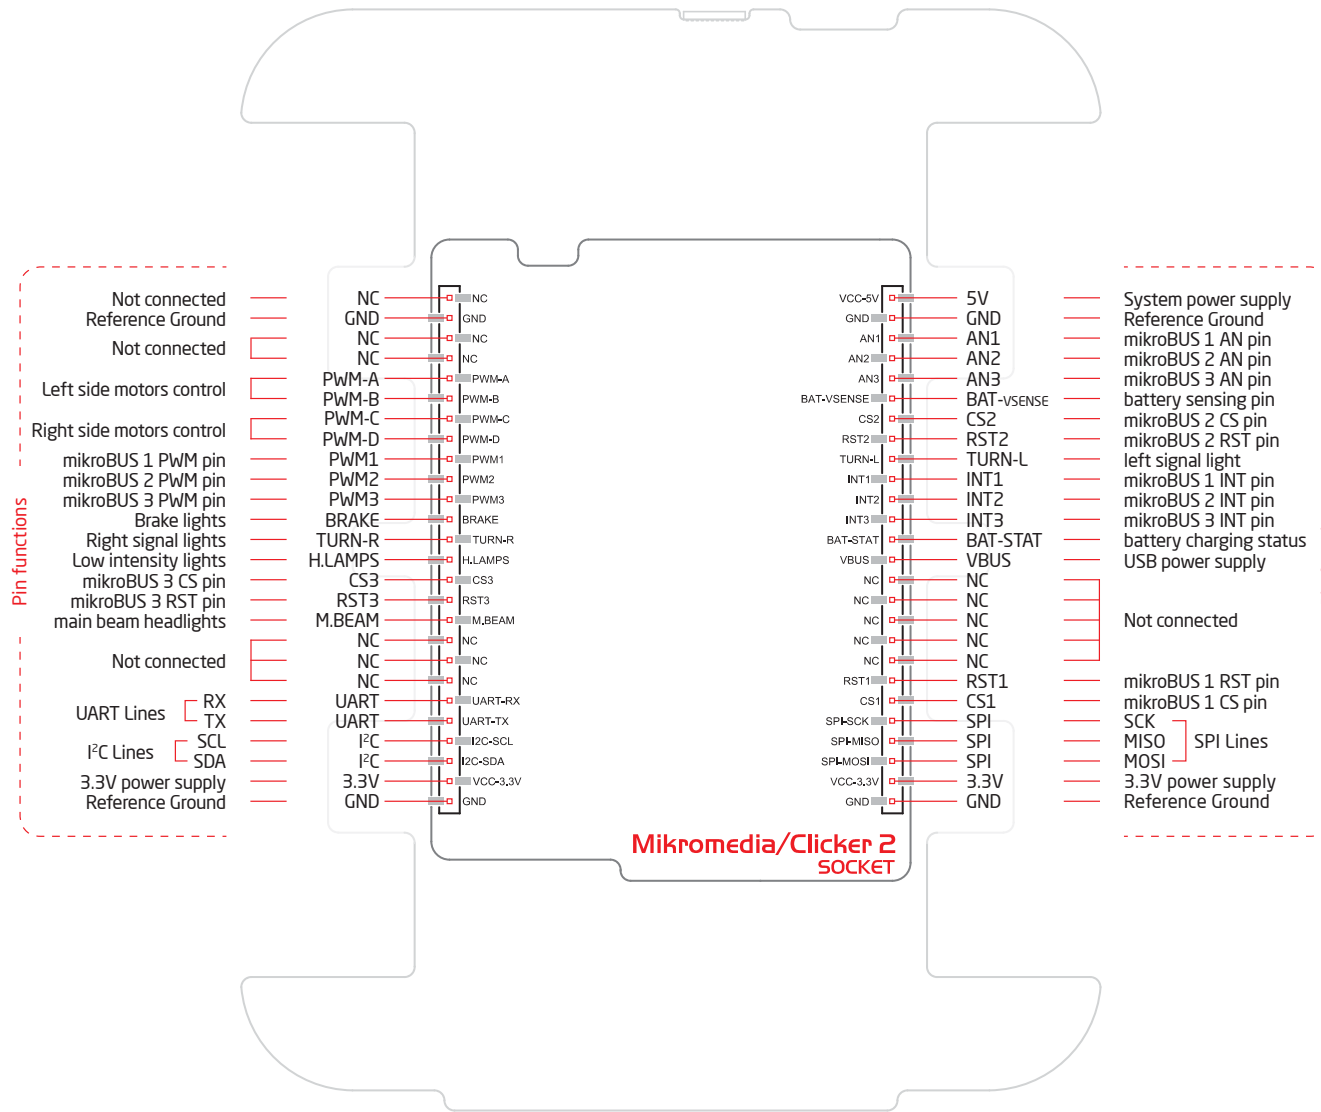 Pin functions
Not connected NC NC VCC-5V 5V System power supply
Reference Ground GND GND GND GND Reference Ground
Not connected NC NC AN1 AN1 mikroBUS 1 AN pin
NC NC AN2 AN2 mikroBUS 2 AN pin
Left side motors control PWM-A PWM-A AN3 AN3 mikroBUS 3 AN pin
PWM-B PWM-B BAT-VSENSE BAT-VSENSE battery sensing pin
Right side motors control PWM-C PWM-C CS2 CS2 mikroBUS 2 CS pin
PWM-D PWM-D RST2 RST2 mikroBUS 2 RST pin
mikroBUS 1 PWM pin PWM1 PWM1 TURN-L TURN-L left signal light
mikroBUS 2 PWM pin PWM2 PWM2 INT1 INT1 mikroBUS 1 INT pin
mikroBUS 3 PWM pin PWM3 PWM3 INT2 INT2 mikroBUS 2 INT pin
Brake lights BRAKE BRAKE INT3 INT3 mikroBUS 3 INT pin
Right signal lights TURN-R TURN-R BAT-STAT BAT-STAT battery charging status
Low intensity lights H.LAMPS H.LAMPS VBUS VBUS USB power supply
mikroBUS 3 CS pin CS3 CS3 NC NC
mikroBUS 3 RST pin RST3 RST3 NC NC
main beam headlights M.BEAM M.BEAM NC NC Not connected
NC NC NC NC
Not connected NC NC NC NC
NC NC RST1 RST1 mikroBUS 1 RST pin
UART Lines RX UART UART-RX CS1 CS1 mikroBUS 1 CS pin
TX UART UART-TX SPI-SCK SPI SCK
I²C Lines SCL I²C I2C-SCL SPI-MISO SPI MISO SPI Lines
SDA I²C I2C-SDA SPI-MOSI SPI MOSI
3.3V power supply 3.3V VCC-3.3V VCC-3.3V 3.3V 3.3V power supply
Reference Ground GND GND GND GND Reference Ground
Mikromedia/Clicker 2
SOCKET